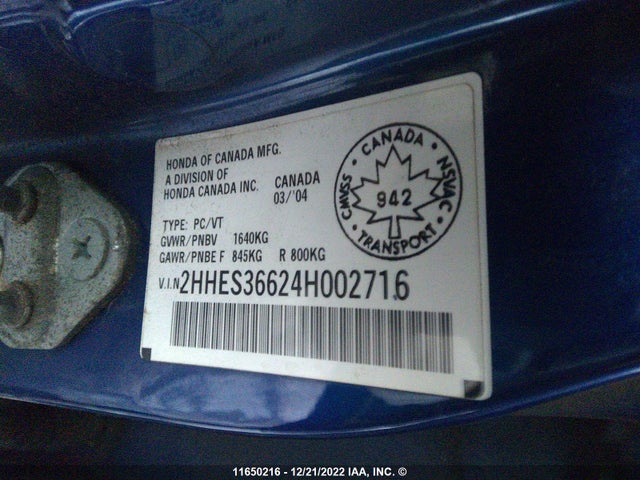 HONDA OF CANADA MFG.
A DIVISION OF
HONDA CANADA INC. CANADA
03/'04
TYPE: PC/VT
GVWR/PNBV 1640KG
GAWR/PNBE F 845KG R 800KG
V.I.N 2HHES36624H002716
CANADA
CMVSS 942 NSVAC
TRANSPORT
11650216 - 12/21/2022 IAA, INC. ©